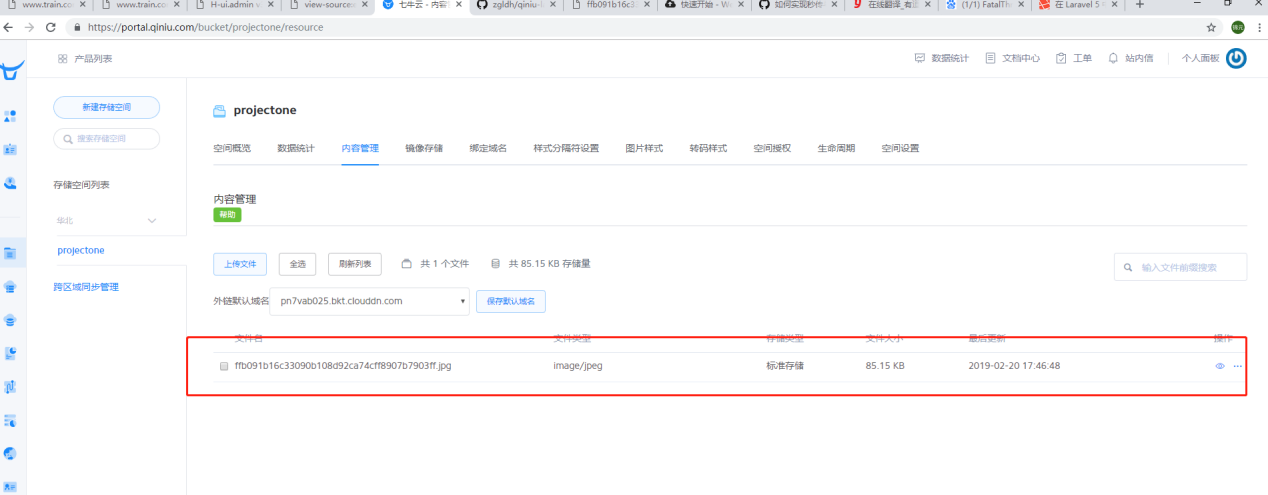 www.train.co
www.train.co
H-ui.admin v
view-source:
七牛云 - 内容
zgldh/qiniu-l
ffb091b16c33
快速开始 - W
如何实现秒传
在线翻译_有
(1/1) FatalTh
在 Laravel 5
https://portal.qiniu.com/bucket/projectone/resource
产品列表
数据统计 文档中心 工单 站内信 个人面板
新建存储空间
搜索存储空间
存储空间列表
华北
projectone
跨区域同步管理
projectone
空间概览 数据统计 内容管理 镜像存储 绑定域名 样式分隔符设置 图片样式 转码样式 空间授权 生命周期 空间设置
内容管理
帮助
上传文件 全选 刷新列表 共 1 个文件 共 85.15 KB 存储量
输入文件前缀搜索
外链默认域名 pn7vab025.bkt.clouddn.com 保存默认域名
文件名 文件类型 存储类型 文件大小 最后更新 操作
ffb091b16c33090b108d92ca74cff8907b7903ff.jpg image/jpeg 标准存储 85.15 KB 2019-02-20 17:46:48